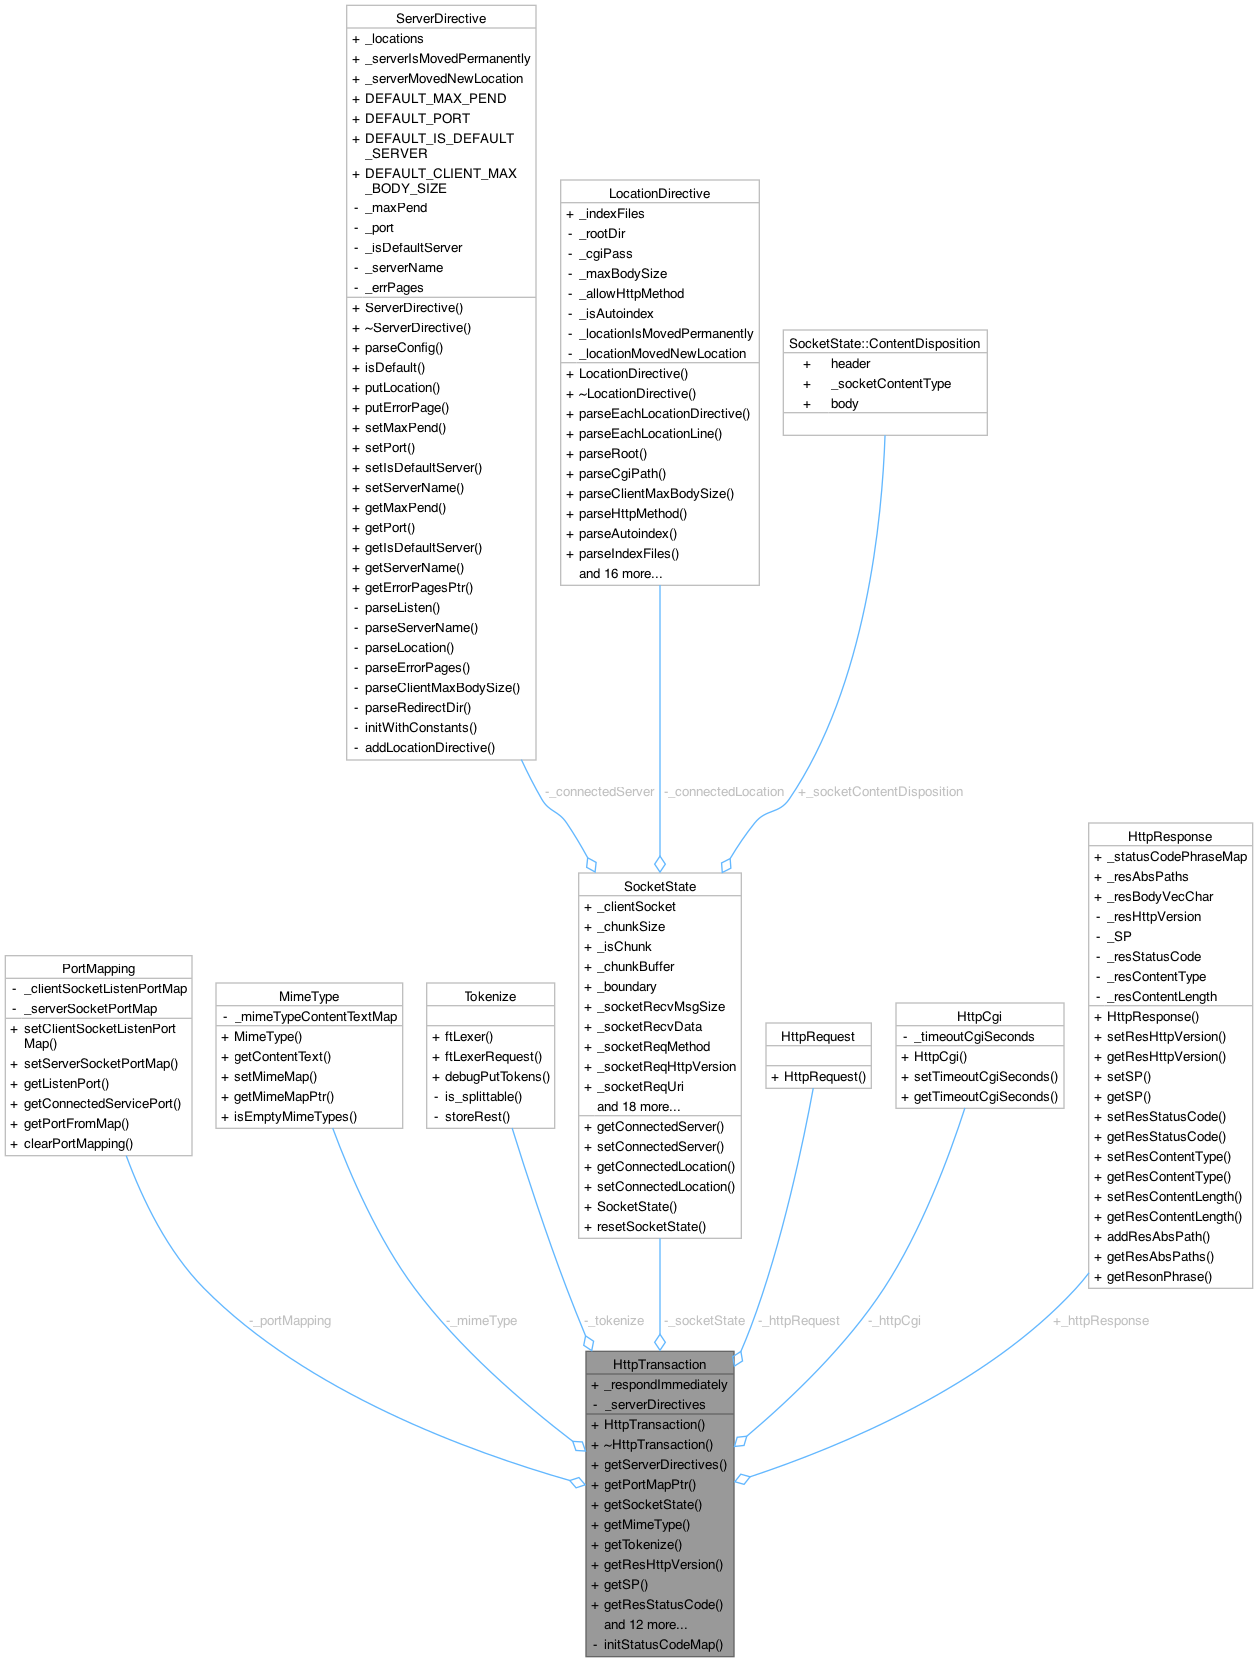 ServerDirective
+ _locations
+ _serverIsMovedPermanently
+ _serverMovedNewLocation
+ DEFAULT_MAX_PEND
+ DEFAULT_PORT
+ DEFAULT_IS_DEFAULT
_SERVER
+ DEFAULT_CLIENT_MAX
_BODY_SIZE
- _maxPend
- _port
- _isDefaultServer
- _serverName
- _errPages
+ ServerDirective()
+ ~ServerDirective()
+ parseConfig()
+ isDefault()
+ putLocation()
+ putErrorPage()
+ setMaxPend()
+ setPort()
+ setIsDefaultServer()
+ setServerName()
+ getMaxPend()
+ getPort()
+ getIsDefaultServer()
+ getServerName()
+ getErrorPagesPtr()
- parseListen()
- parseServerName()
- parseLocation()
- parseErrorPages()
- parseClientMaxBodySize()
- parseRedirectDir()
- initWithConstants()
- addLocationDirective()
LocationDirective
+ _indexFiles
- _rootDir
- _cgiPass
- _maxBodySize
- _allowHttpMethod
- _isAutoindex
- _locationIsMovedPermanently
- _locationMovedNewLocation
+ LocationDirective()
+ ~LocationDirective()
+ parseEachLocationDirective()
+ parseEachLocationLine()
+ parseRoot()
+ parseCgiPath()
+ parseClientMaxBodySize()
+ parseHttpMethod()
+ parseAutoindex()
+ parseIndexFiles()
and 16 more...
SocketState::ContentDisposition
+ header
+ _socketContentType
+ body
-_connectedServer
-_connectedLocation
+_socketContentDisposition
SocketState
+ _clientSocket
+ _chunkSize
+ _isChunk
+ _chunkBuffer
+ _boundary
+ _socketRecvMsgSize
+ _socketRecvData
+ _socketReqMethod
+ _socketReqHttpVersion
+ _socketReqUri
and 18 more...
+ getConnectedServer()
+ setConnectedServer()
+ getConnectedLocation()
+ setConnectedLocation()
+ SocketState()
+ resetSocketState()
PortMapping
- _clientSocketListenPortMap
- _serverSocketPortMap
+ setClientSocketListenPort
Map()
+ setServerSocketPortMap()
+ getListenPort()
+ getConnectedServicePort()
+ getPortFromMap()
+ clearPortMapping()
MimeType
- _mimeTypeContentTextMap
+ MimeType()
+ getContentText()
+ setMimeMap()
+ getMimeMapPtr()
+ isEmptyMimeTypes()
Tokenize
+ ftLexer()
+ ftLexerRequest()
+ debugPutTokens()
- is_splittable()
- storeRest()
HttpRequest
+ HttpRequest()
HttpCgi
- _timeoutCgiSeconds
+ HttpCgi()
+ setTimeoutCgiSeconds()
+ getTimeoutCgiSeconds()
HttpResponse
+ _statusCodePhraseMap
+ _resAbsPaths
+ _resBodyVecChar
- _resHttpVersion
- _SP
- _resStatusCode
- _resContentType
- _resContentLength
+ HttpResponse()
+ setResHttpVersion()
+ getResHttpVersion()
+ setSP()
+ getSP()
+ setResStatusCode()
+ getResStatusCode()
+ setResContentType()
+ getResContentType()
+ setResContentLength()
+ getResContentLength()
+ addResAbsPath()
+ getResAbsPaths()
+ getResonPhrase()
-_portMapping
-_mimeType
-_tokenize
-_socketState
-_httpRequest
-_httpCgi
+_httpResponse
HttpTransaction
+ _respondImmediately
- _serverDirectives
+ HttpTransaction()
+ ~HttpTransaction()
+ getServerDirectives()
+ getPortMapPtr()
+ getSocketState()
+ getMimeType()
+ getTokenize()
+ getResHttpVersion()
+ getSP()
+ getResStatusCode()
and 12 more...
- initStatusCodeMap()